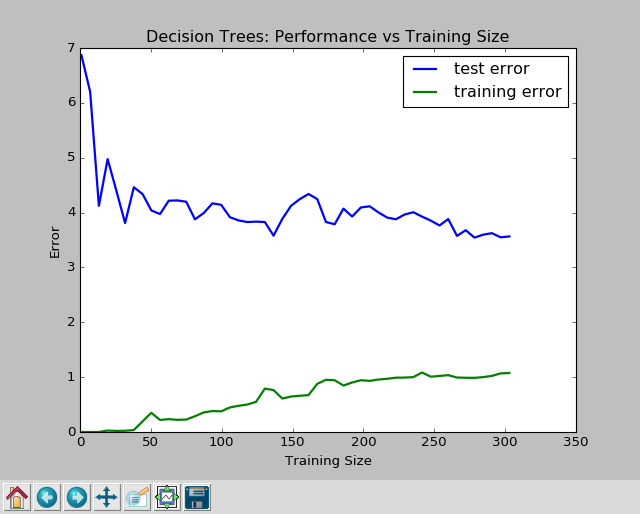 Decision Trees: Performance vs Training Size
7
test error
training error
6
5
4
3
2
1
0
Error
0 50 100 150 200 250 300 350
Training Size